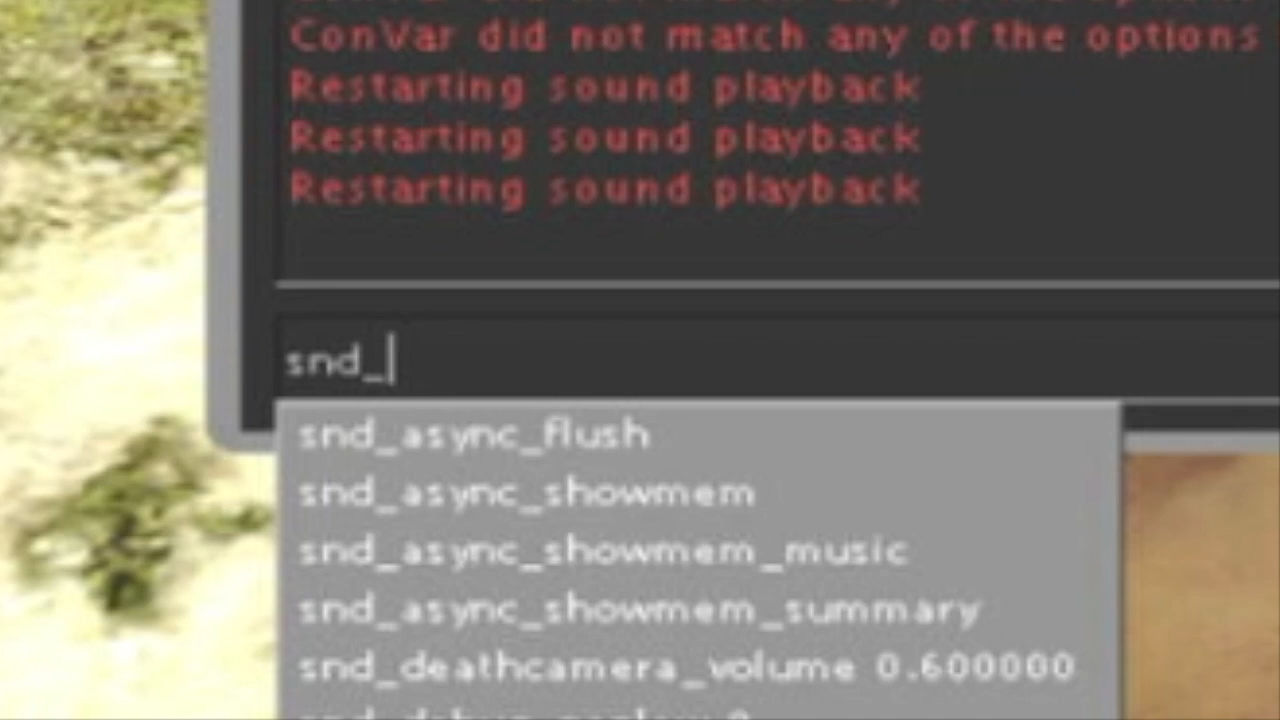 ConVar did not match any of the options
Restarting sound playback
Restarting sound playback
Restarting sound playback
snd_
snd_async_flush
snd_async_showmem
snd_async_showmem_music
snd_async_showmem_summary
snd_deathcamera_volume 0.600000